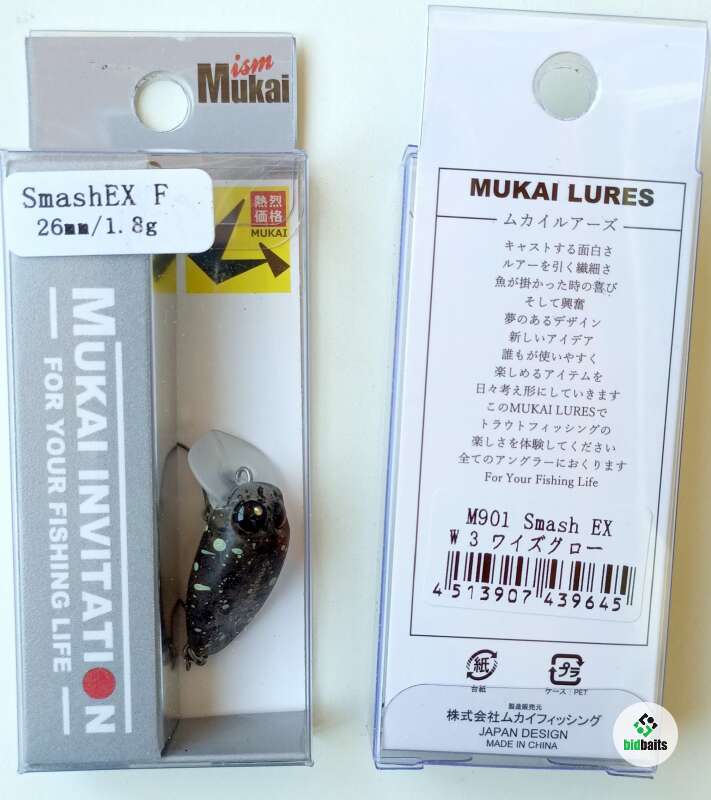 ism
Mukai
SmashEX F
26mm/1.8g
熱烈
価格
MUKAI
MUKAI INVITATION
FOR YOUR FISHING LIFE
MUKAI LURES
ムカイルアーズ
キャストする面白さ
ルアーを引く繊細さ
魚が掛かった時の喜び
そして興奮
夢のあるデザイン
新しいアイデア
誰もが使いやすく
楽しめるアイテムを
日々考え形にしていきます
このMUKAI LURESで
トラウトフィッシングの
楽しさを体験してください
全てのアングラーにおくります
For Your Fishing Life
M901 Smash EX
W 3 ワイズグロー
4 513907 439645
紙
台紙
プラ
ケース:PET
製造販売元
株式会社ムカイフィッシング
JAPAN DESIGN
MADE IN CHINA
bidbaits